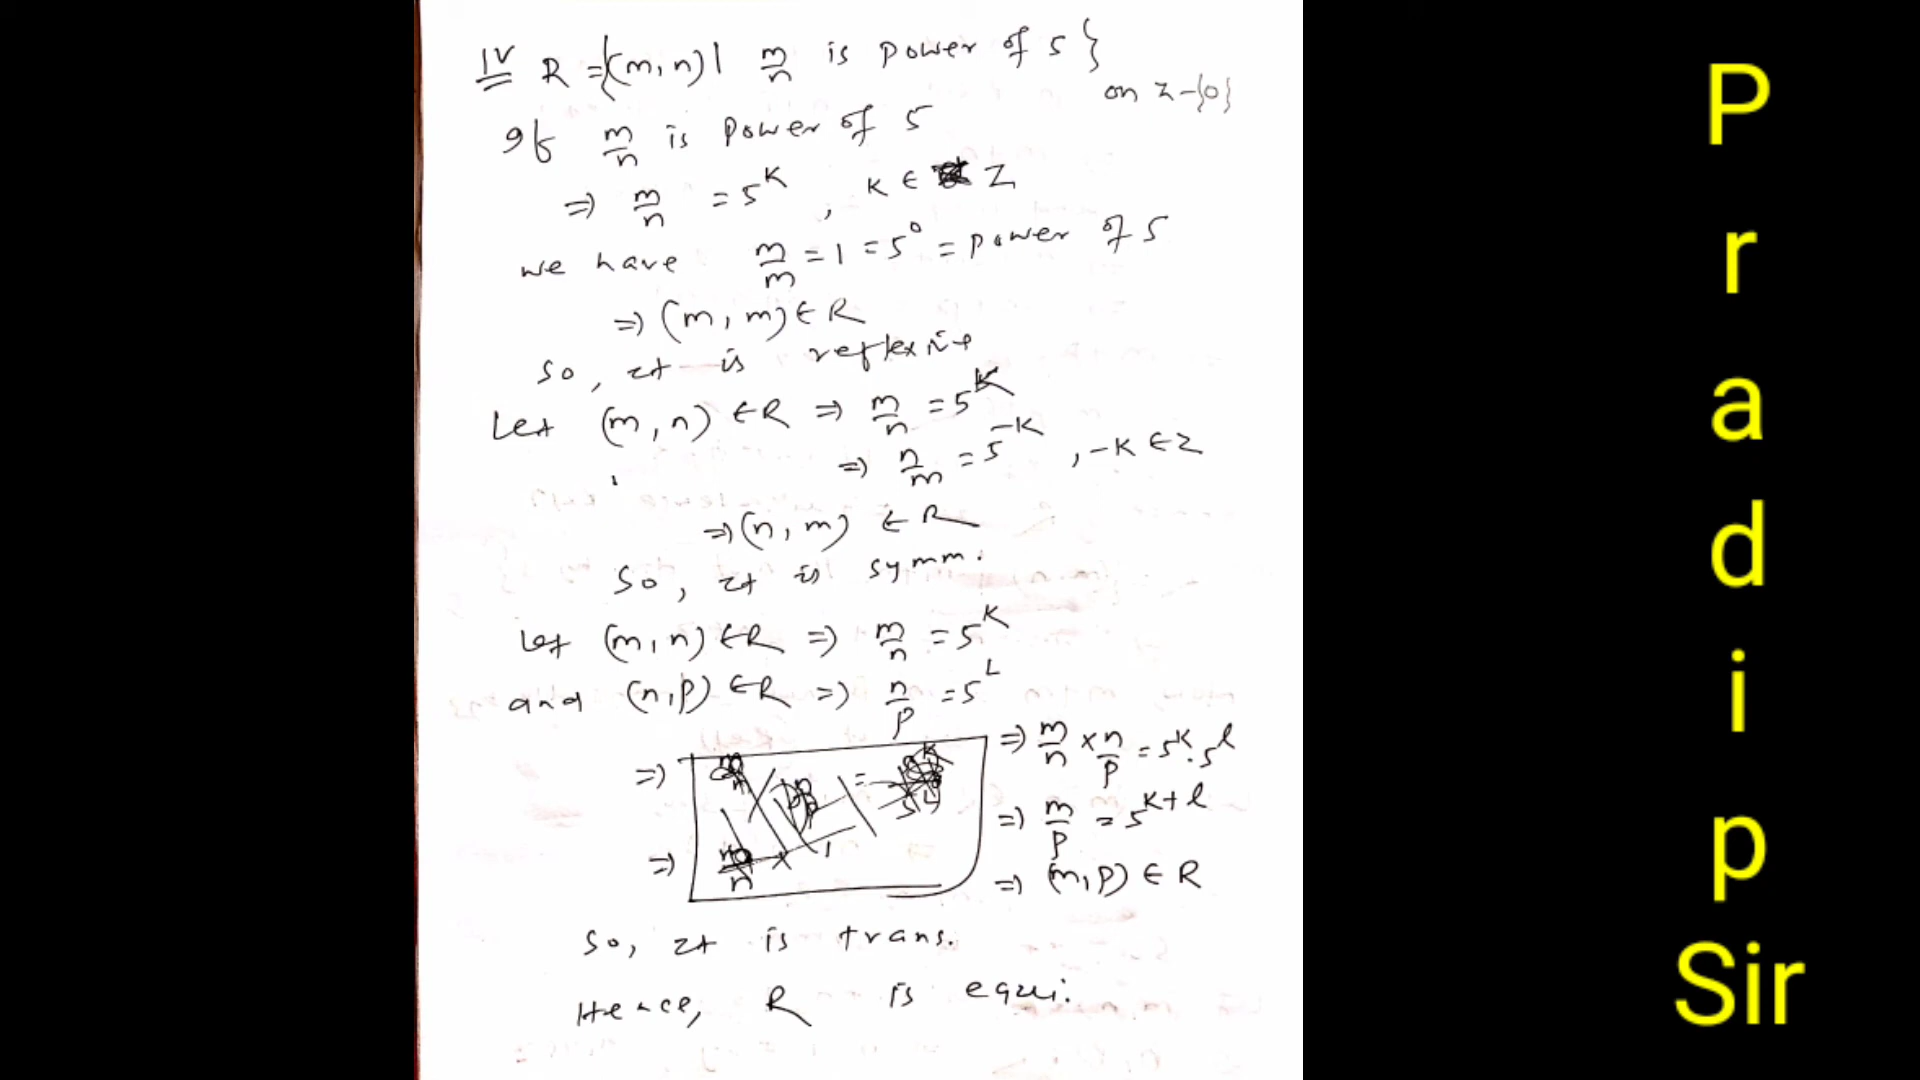 IV R = {(m, n) | m/n is power of 5} on Z-{0}
If m/n is power of 5
=> m/n = 5^K , K ∈ Z
we have m/m = 1 = 5^0 = power of 5
=> (m, m) ∈ R
So, it is reflexive
Let (m, n) ∈ R => m/n = 5^K
=> n/m = 5^-K , -K ∈ Z
=> (n, m) ∈ R
So, it is symm.
Let (m, n) ∈ R => m/n = 5^K
and (n, p) ∈ R => n/p = 5^L
=> m/n × n/p = 5^K . 5^l
=> m/p = 5^K+l
=> (m, p) ∈ R
So, it is trans.
Hence, R is equi.
P
r
a
d
i
p
Sir